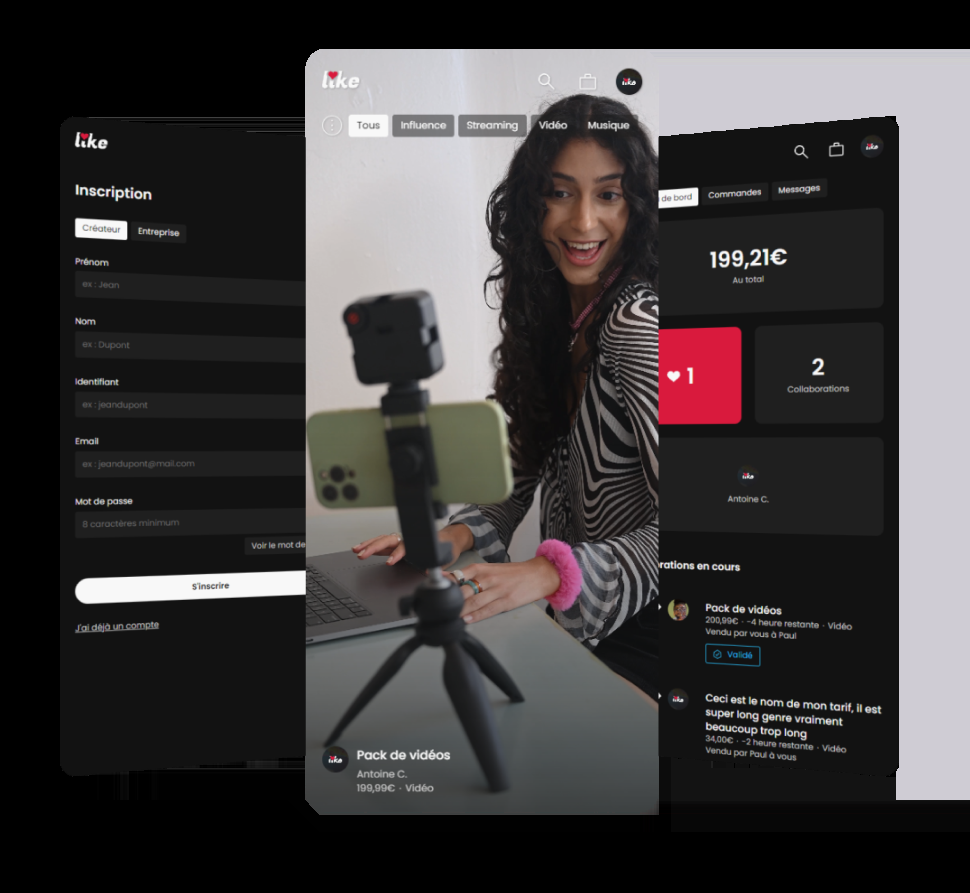 like
Inscription
Créateur
Entreprise
Prénom
ex : Jean
Nom
ex : Dupont
Identifiant
ex : jeandupont
Email
ex : jeandupont@mail.com
Mot de passe
8 caractères minimum
Voir le mot de
S'inscrire
J'ai déjà un compte
like
like
Tous
Influence
Streaming
Vidéo
Musique
like
Pack de vidéos
Antoine C.
199,99€ · Vidéo
like
de bord
Commandes
Messages
199,21€
Au total
1
2
Collaborations
like
Antoine C.
rations en cours
Pack de vidéos
200,99€ · -4 heure restante · Vidéo
Vendu par vous à Paul
Validé
like
Ceci est le nom de mon tarif, il est
super long genre vraiment
beaucoup trop long
34,00€ · -2 heure restante · Vidéo
Vendu par Paul à vous